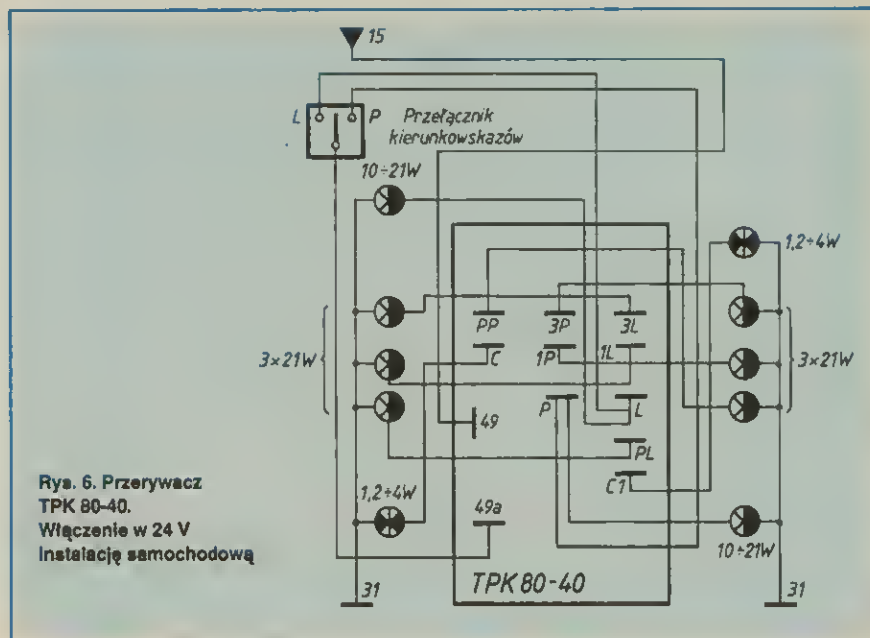 15
L
P
Przełącznik
kierunkowskazów
10÷21W
1,2÷4W
PP
3P
3L
C
1P
1L
3×21W
3×21W
P
L
49
PL
C1
1,2÷4W
49a
10÷21W
TPK 80-40
31
31
Rys. 6. Przerywacz
TPK 80-40.
Włączenie w 24 V
Instalację samochodową